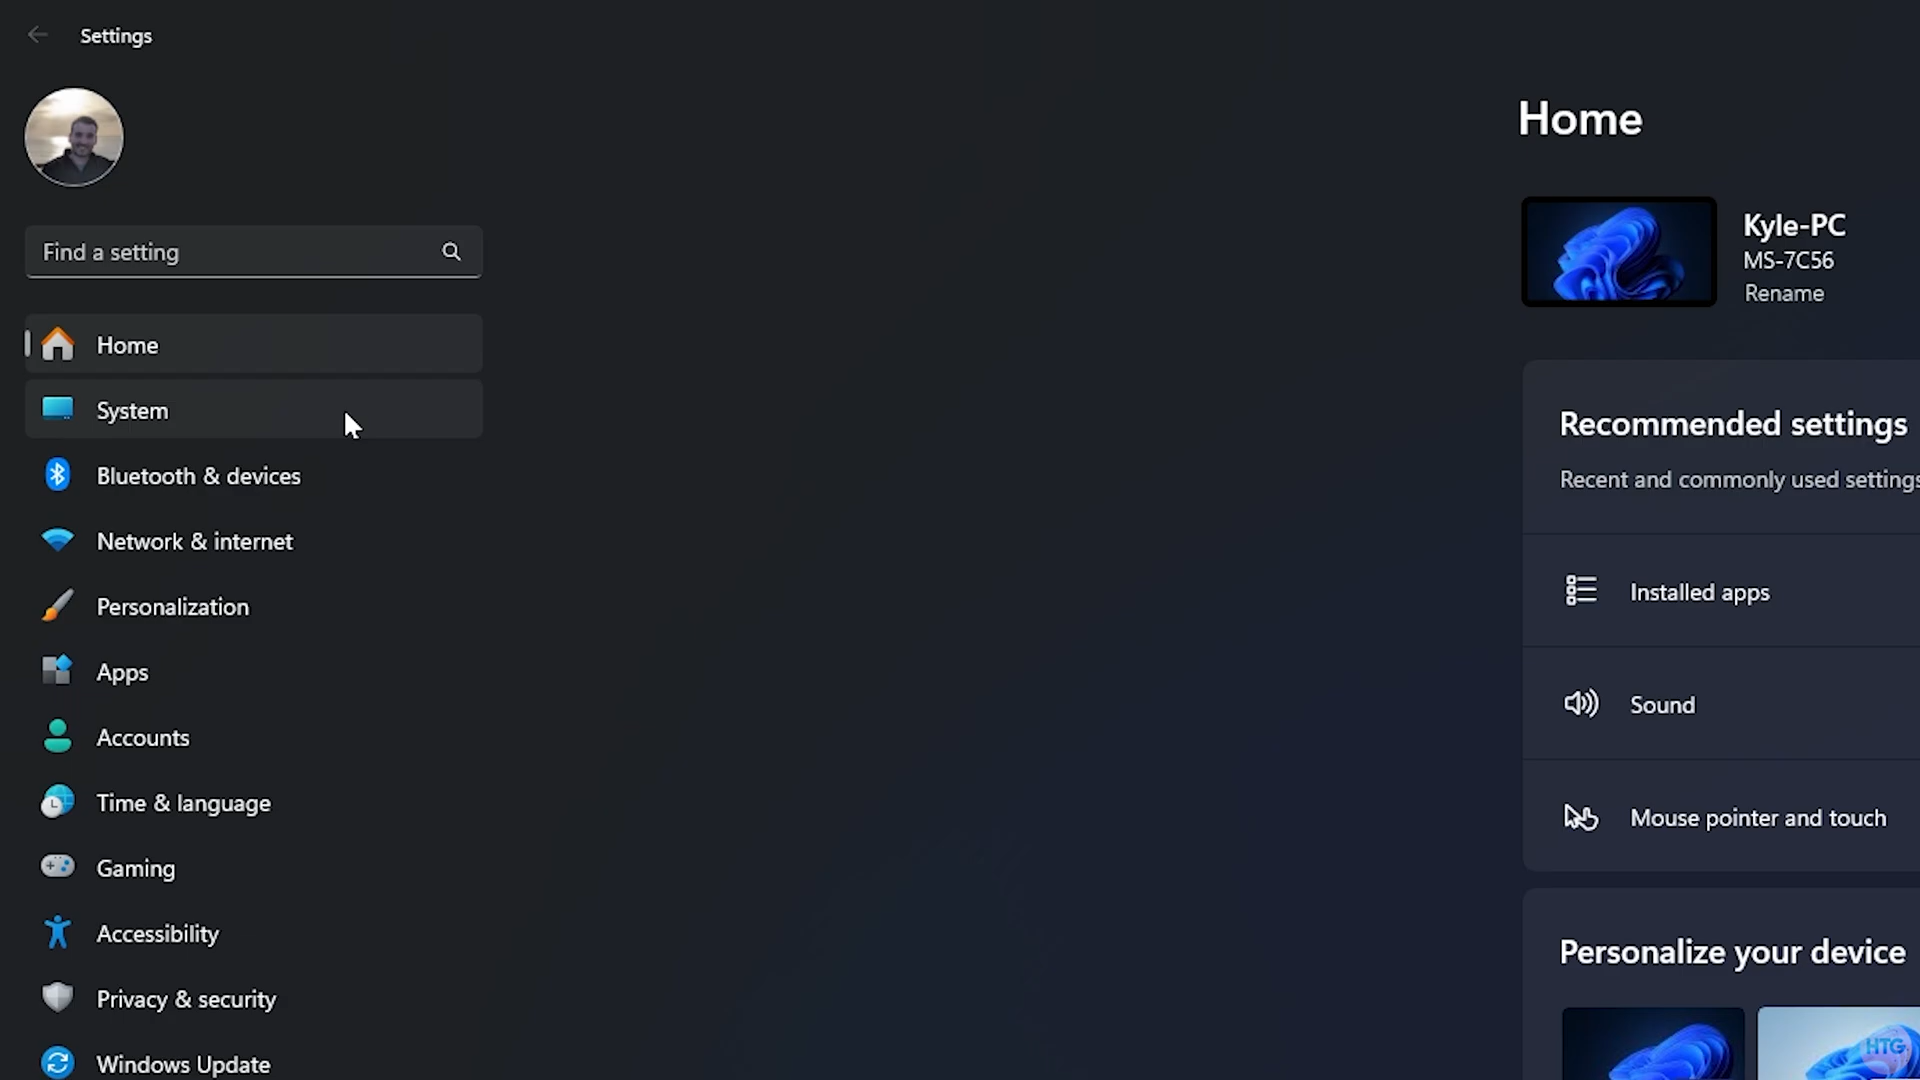 Settings
Find a setting
Home
System
Bluetooth & devices
Network & internet
Personalization
Apps
Accounts
Time & language
Gaming
Accessibility
Privacy & security
Windows Update
Home
Kyle-PC
MS-7C56
Rename
Recommended settings
Recent and commonly used settings
Installed apps
Sound
Mouse pointer and touch
Personalize your device
HTG